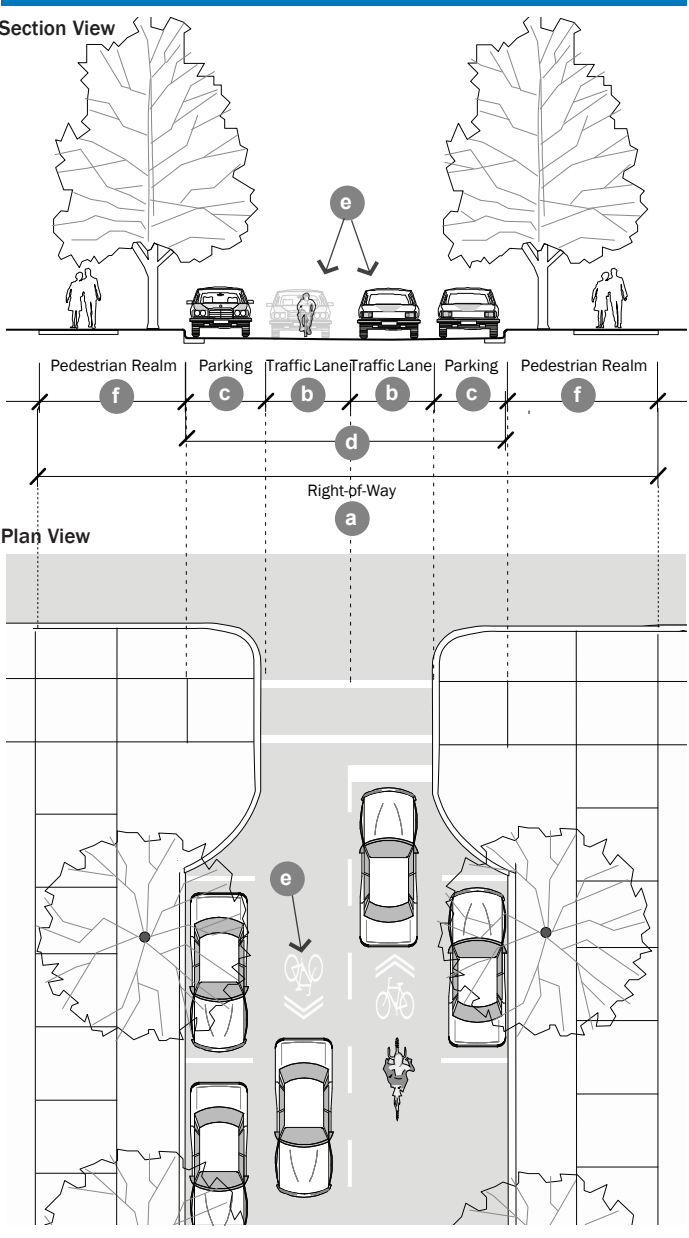 Section View
e
Pedestrian Realm Parking Traffic Lane Traffic Lane Parking Pedestrian Realm
f c b b c f
d
Right-of-Way
a
Plan View
e